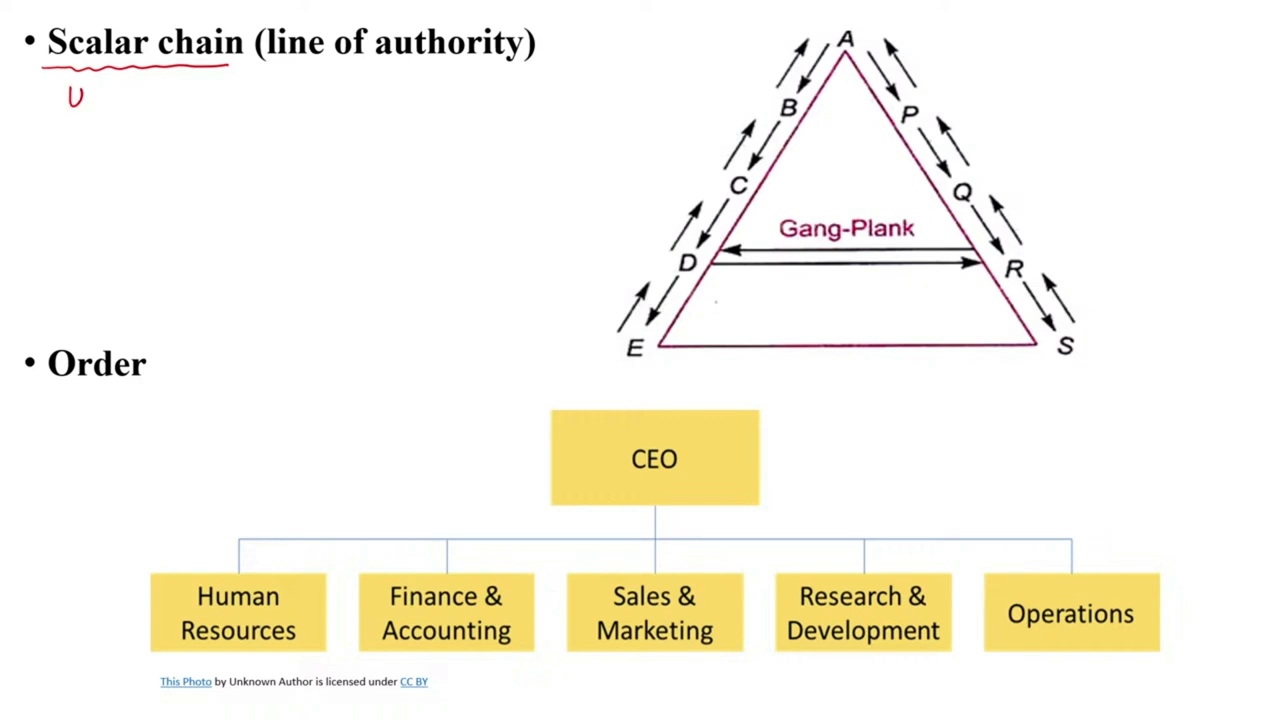 • Scalar chain (line of authority)
U
A
B
P
C
Q
Gang-Plank
D
R
E
S
• Order
CEO
Human
Resources
Finance &
Accounting
Sales &
Marketing
Research &
Development
Operations
This Photo by Unknown Author is licensed under CC BY